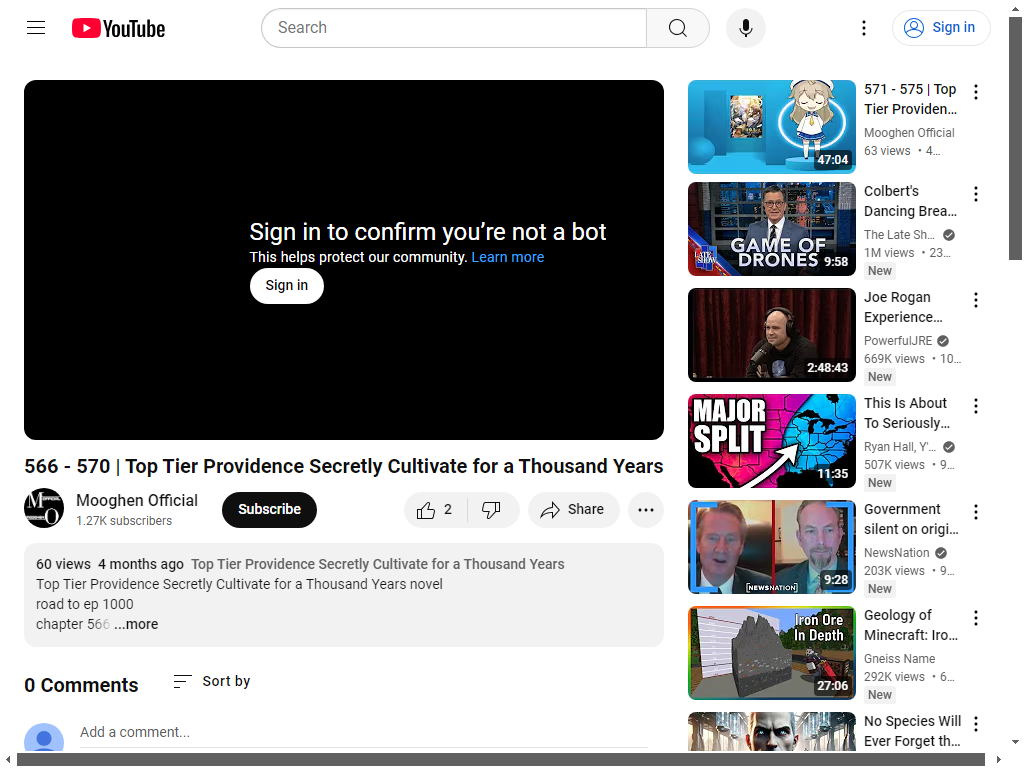 YouTube
Search
Sign in
Sign in to confirm you're not a bot
This helps protect our community. Learn more
Sign in
566 - 570 | Top Tier Providence Secretly Cultivate for a Thousand Years
Mooghen Official
1.27K subscribers
Subscribe
2
Share
60 views 4 months ago Top Tier Providence Secretly Cultivate for a Thousand Years
Top Tier Providence Secretly Cultivate for a Thousand Years novel
road to ep 1000
chapter 566 ...more
0 Comments
Sort by
Add a comment...
47:04
571 - 575 | Top
Tier Providen...
Mooghen Official
63 views • 4...
LATE SHOW
GAME OF
DRONES
9:58
Colbert's
Dancing Brea...
The Late Sh...
1M views • 23...
New
2:48:43
Joe Rogan
Experience...
PowerfulJRE
669K views • 10...
New
MAJOR
SPLIT
11:35
This Is About
To Seriously...
Ryan Hall, Y'...
507K views • 9...
New
NEWSNATION
9:28
Government
silent on origi...
NewsNation
203K views • 9...
New
Iron Ore
In Depth
27:06
Geology of
Minecraft: Iro...
Gneiss Name
292K views • 6...
New
No Species Will
Ever Forget th...